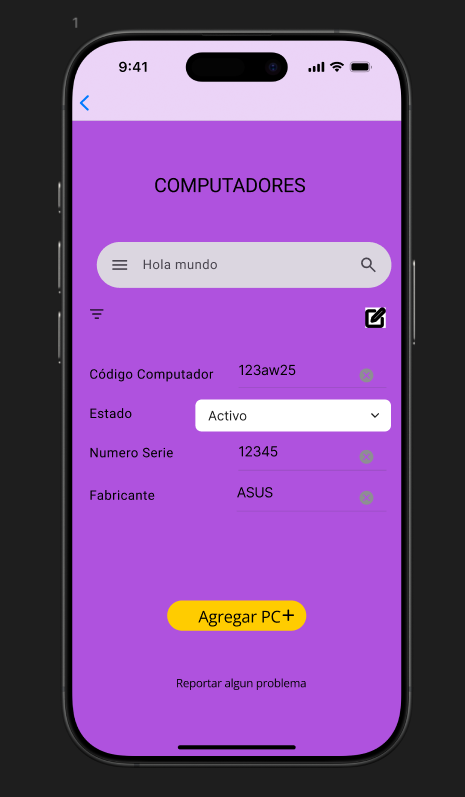 1
9:41
COMPUTADORES
Hola mundo
Código Computador 123aw25
Estado Activo
Numero Serie 12345
Fabricante ASUS
Agregar PC+
Reportar algun problema